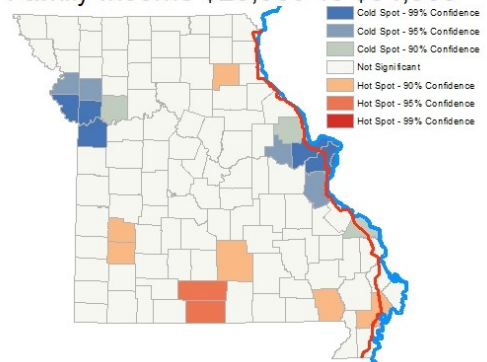 Cold Spot - 99% Confidence
Cold Spot - 95% Confidence
Cold Spot - 90% Confidence
Not Significant
Hot Spot - 90% Confidence
Hot Spot - 95% Confidence
Hot Spot - 99% Confidence